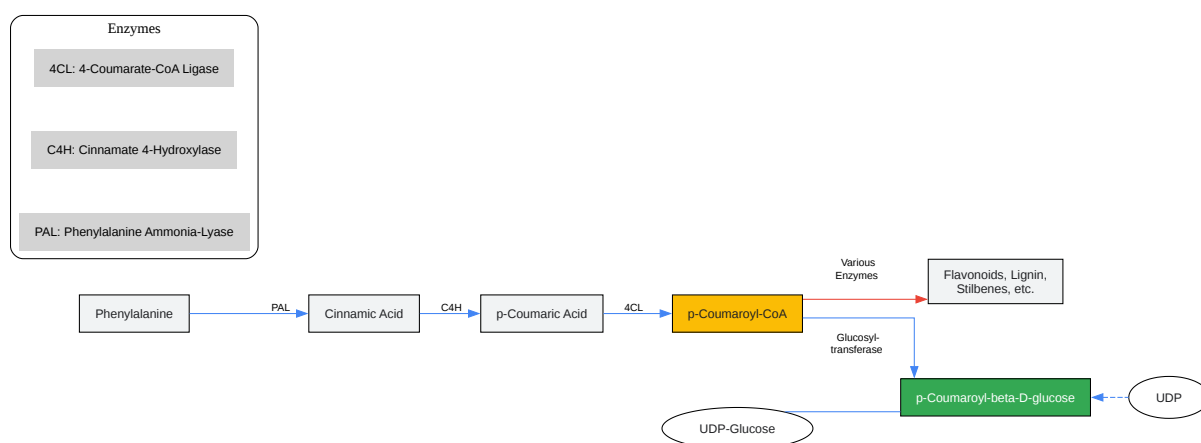 Enzymes
4CL: 4-Coumarate-CoA Ligase
C4H: Cinnamate 4-Hydroxylase
PAL: Phenylalanine Ammonia-Lyase
Phenylalanine
PAL
Cinnamic Acid
C4H
p-Coumaric Acid
4CL
p-Coumaroyl-CoA
Various
Enzymes
Flavonoids, Lignin,
Stilbenes, etc.
Glucosyl-
transferase
p-Coumaroyl-beta-D-glucose
UDP
UDP-Glucose